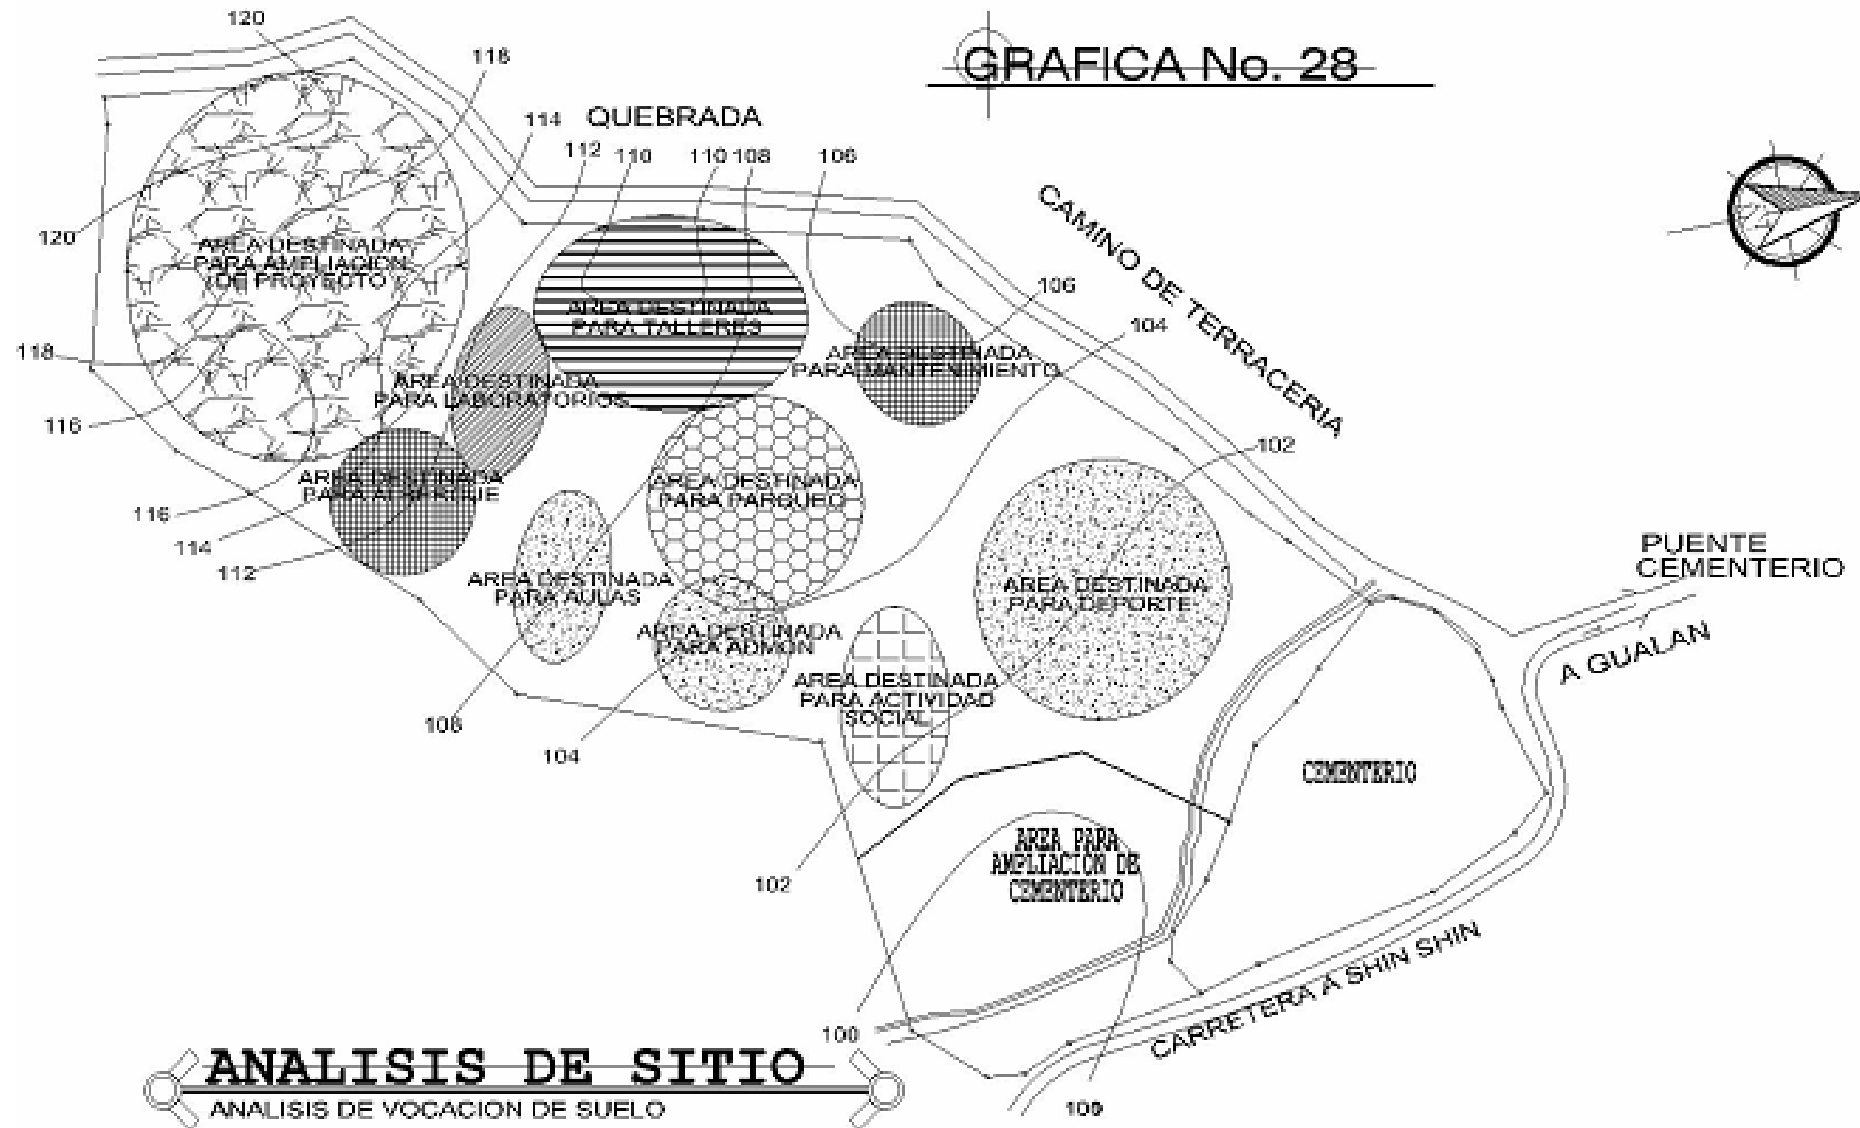 120
GRAFICA No. 28
118
114
QUEBRADA
112
110
110
108
106
CAMINO DE TERRACERIA
120
AREA DESTINADA
PARA AMPLIACION
DE PROYECTO
106
104
AREA DESTINADA
PARA TALLERES
118
AREA DESTINADA
PARA MANTENIMIENTO
AREA DESTINADA
PARA LABORATORIOS
116
102
AREA DESTINADA
PARA ALBERGUE
AREA DESTINADA
PARA PARQUEO
116
114
112
PUENTE
CEMENTERIO
AREA DESTINADA
PARA AULAS
AREA DESTINADA
PARA DEPORTE
AREA DESTINADA
PARA ADMON
A GUALAN
AREA DESTINADA
PARA ACTIVIDAD
SOCIAL
106
104
CEMENTERIO
AREA PARA
AMPLIACION DE
CEMENTERIO
102
CARRETERA A SHIN SHIN
100
ANALISIS DE SITIO
ANALISIS DE VOCACION DE SUELO
100